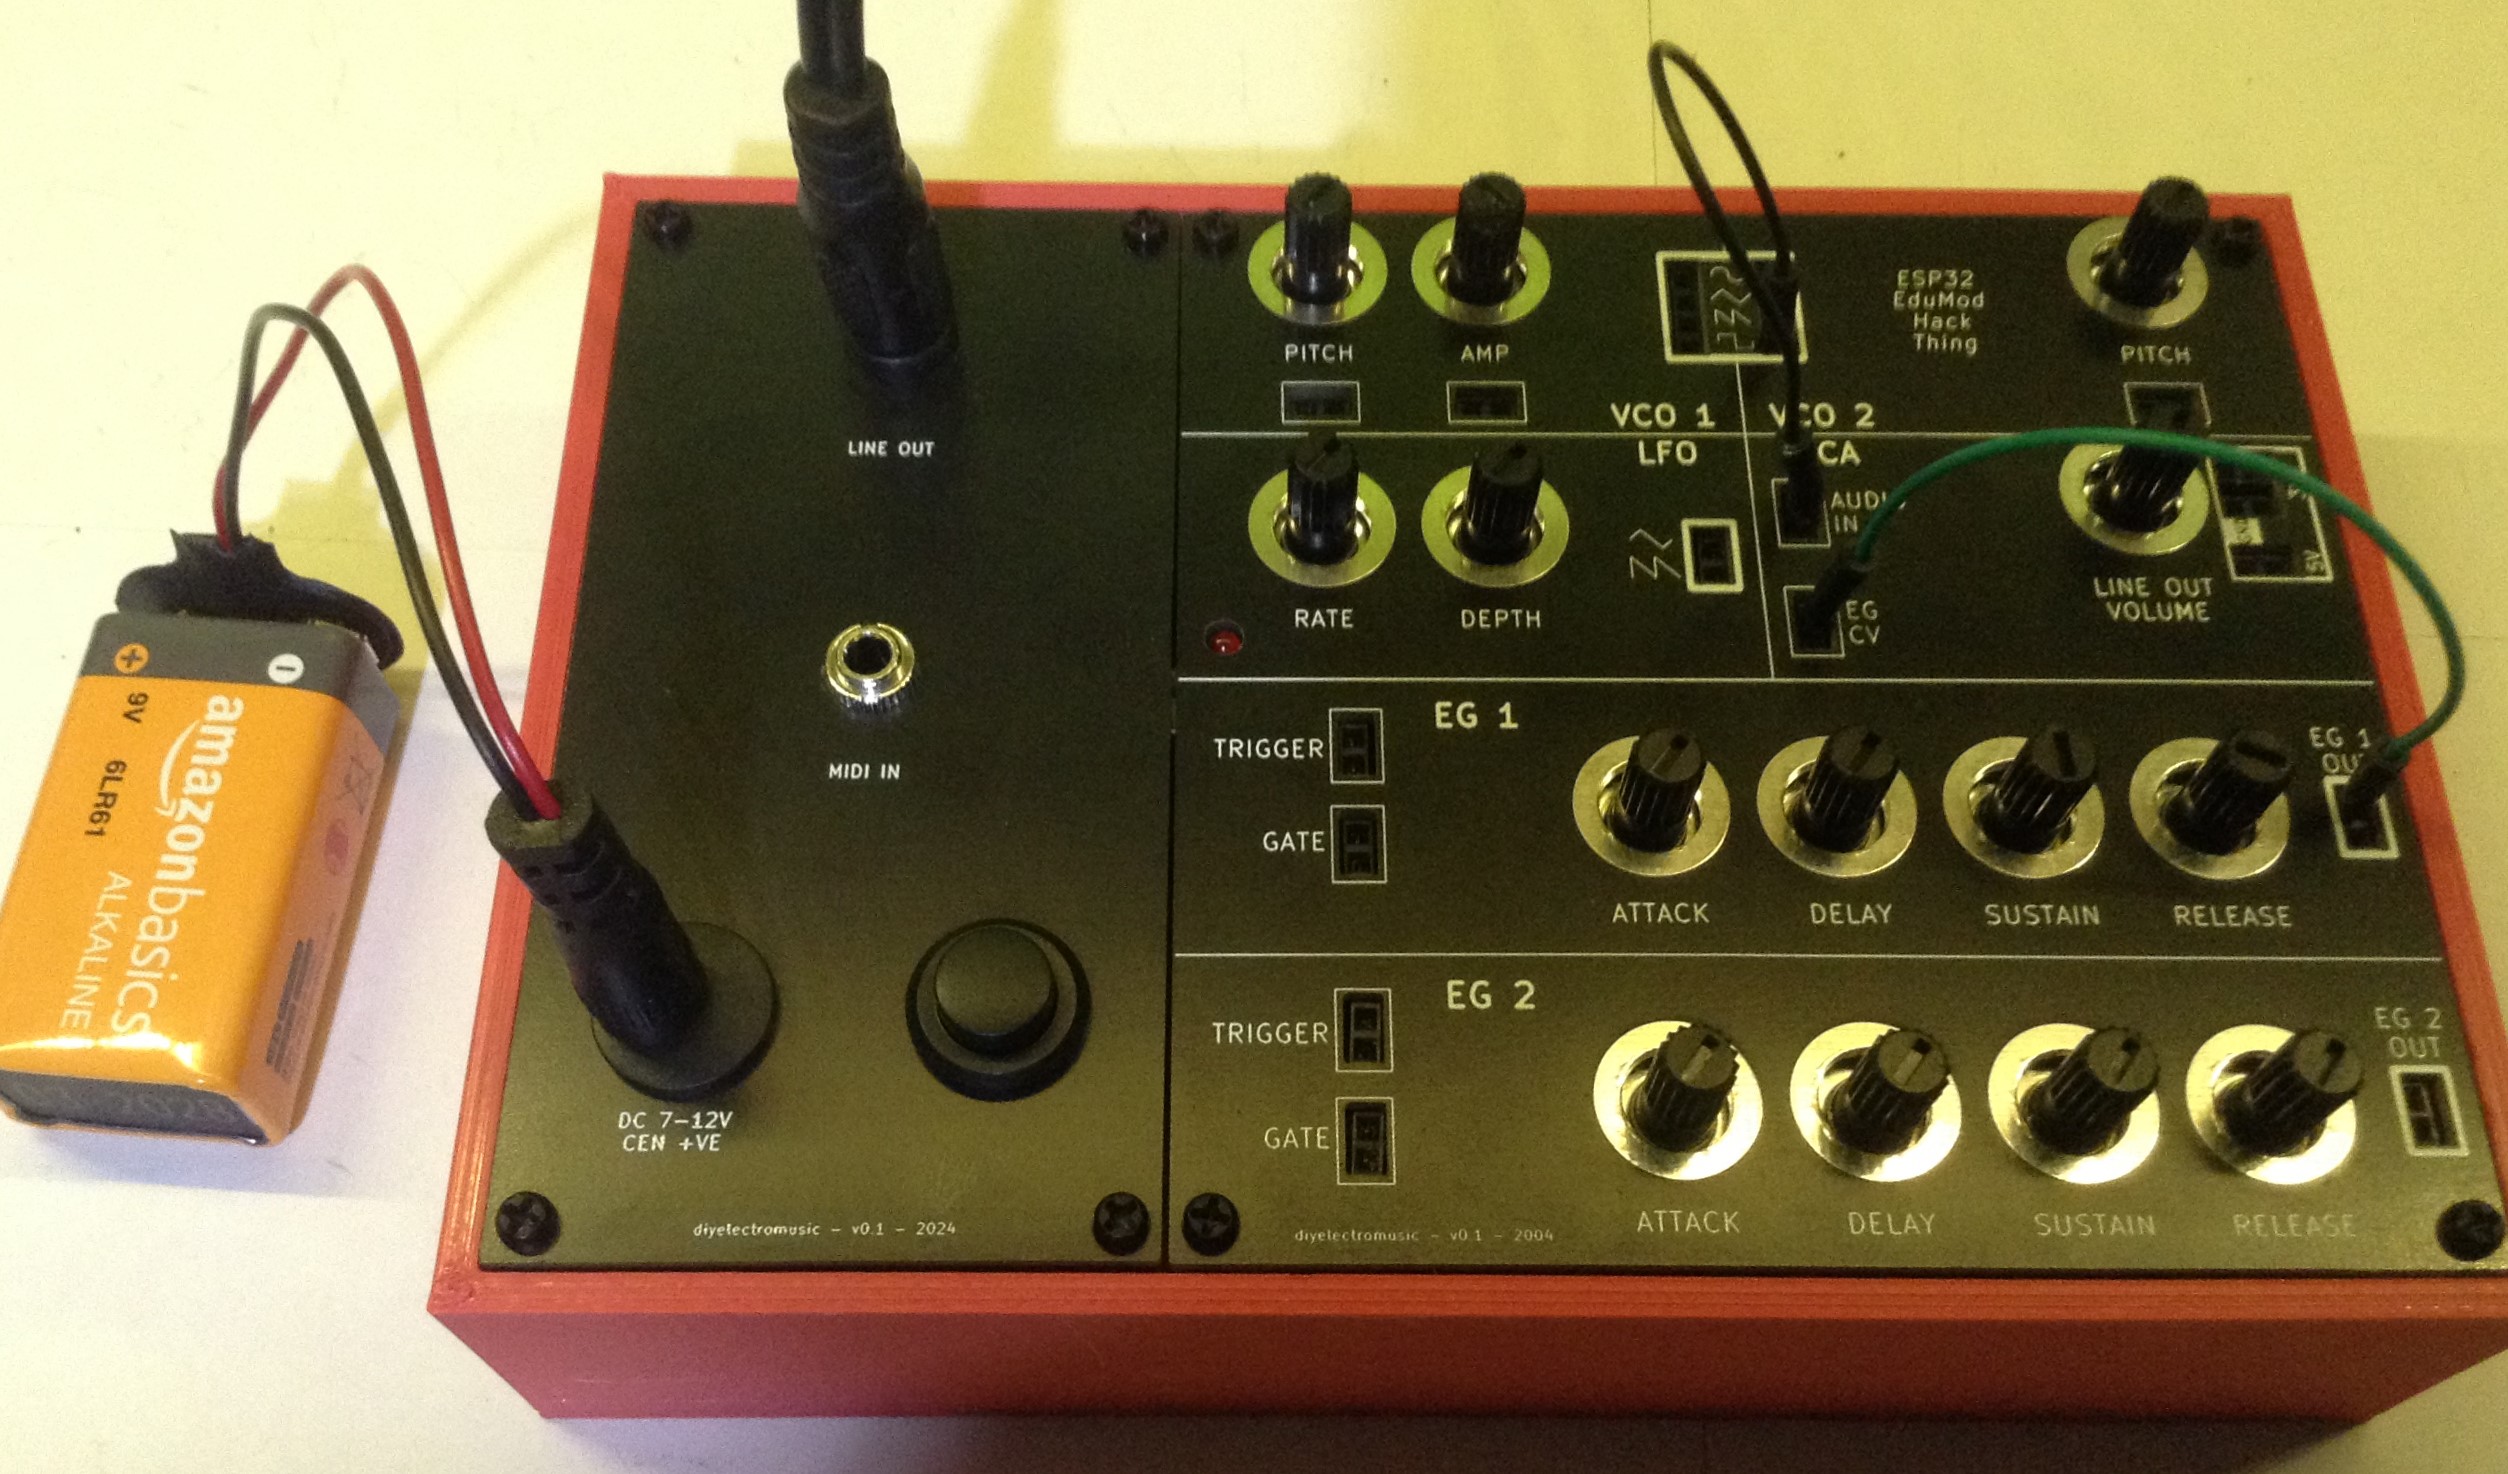 LINE OUT
MIDI IN
DC 7-12V
CEN +VE
diyelectromusic - v0.1 - 2024
PITCH
AMP
VCO 1
VCO 2
ESP32
EduMod
Hack
Thing
PITCH
LFO
CA
RATE
DEPTH
IN
EG
CV
LINE OUT
VOLUME
5V
EG 1
TRIGGER
GATE
ATTACK
DELAY
SUSTAIN
RELEASE
EG 1
EG 2
TRIGGER
GATE
ATTACK
DELAY
SUSTAIN
RELEASE
EG 2
OUT
diyelectromusic - v0.1 - 2004
+ -
9V 6LR61
amazonbasics
ALKALINE